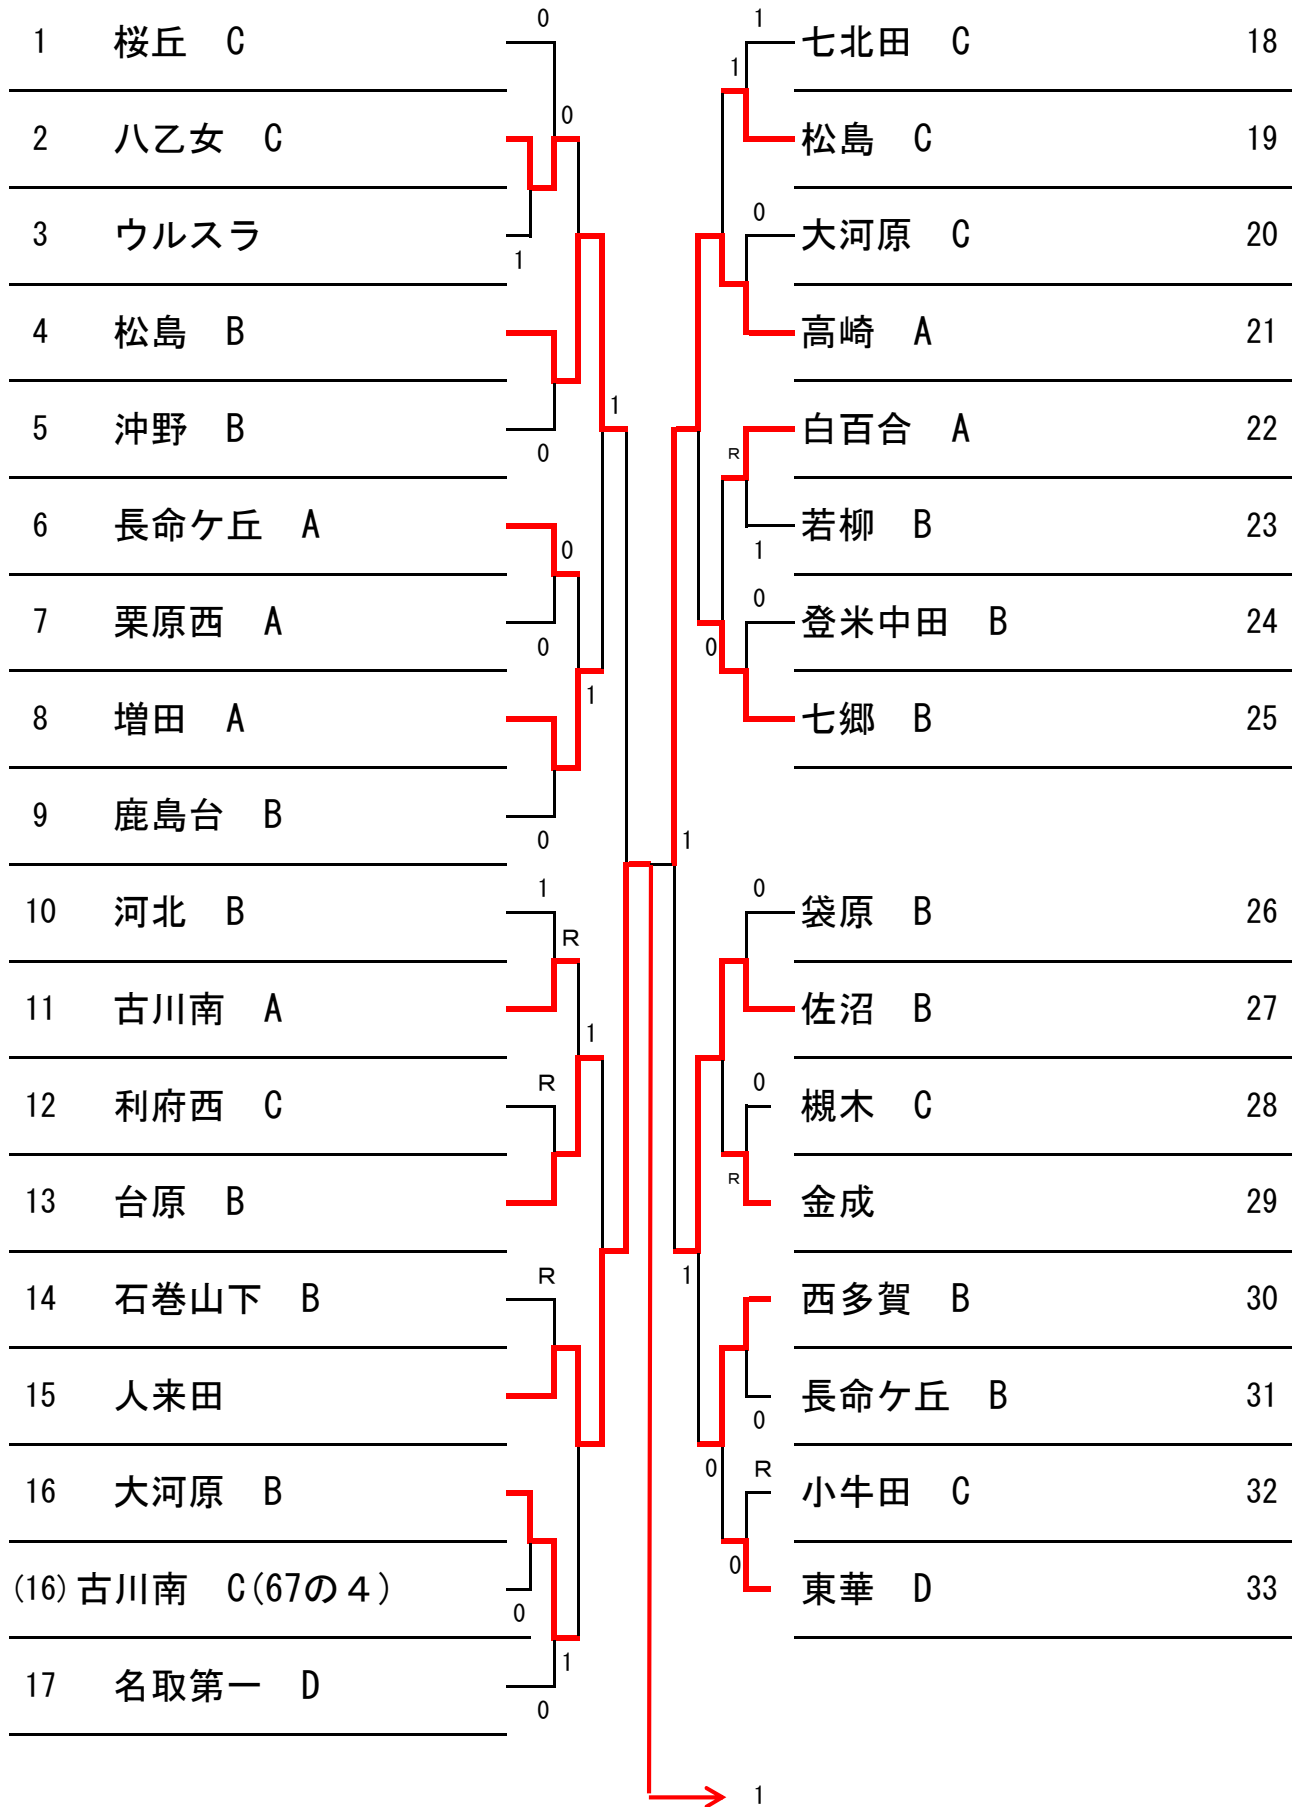 0
1
1 桜丘 C
七北田 C 18
1
0
2 八乙女 C
松島 C 19
0
3 ウルスラ
大河原 C 20
1
4 松島 B
高崎 A 21
1
5 沖野 B
白百合 A 22
0
R
6 長命ケ丘 A
若柳 B 23
0
1
0
7 栗原西 A
登米中田 B 24
0
0
1
8 増田 A
七郷 B 25
9 鹿島台 B
0
1
1
0
10 河北 B
袋原 B 26
R
11 古川南 A
佐沼 B 27
1
R
0
12 利府西 C
槻木 C 28
R
13 台原 B
金成 29
R
1
14 石巻山下 B
西多賀 B 30
15 人来田
長命ケ丘 B 31
0
0
R
16 大河原 B
小牛田 C 32
0
(16) 古川南 C(67の4)
東華 D 33
0
1
17 名取第一 D
0
1